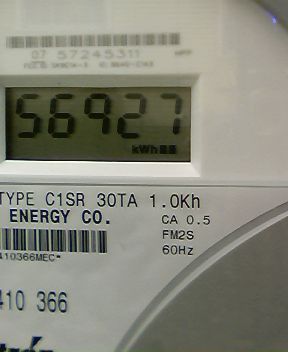 07 57245311
56927
kWh
TYPE C1SR 30TA 1.0Kh
ENERGY CO.
CA 0.5
FM2S
60Hz
410366MEC*
410 366